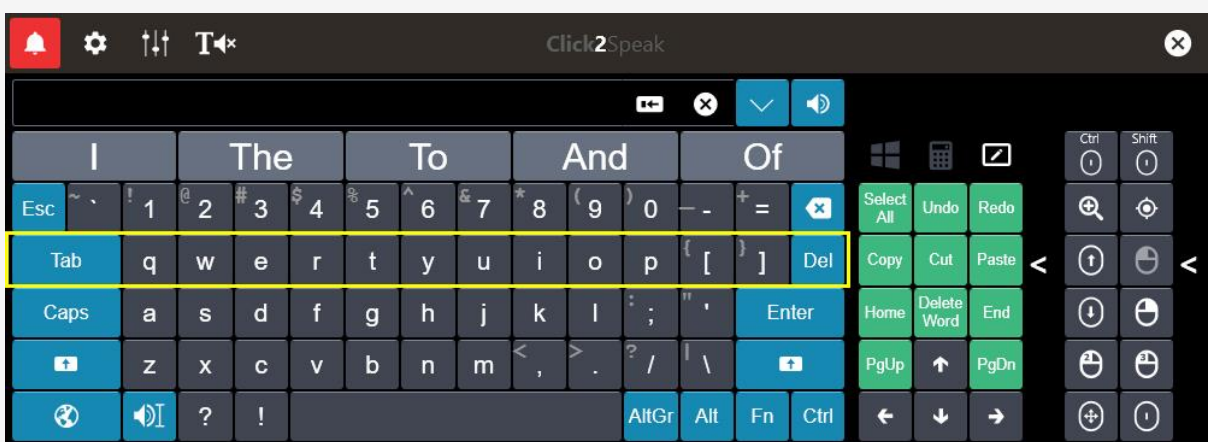 T Click2Speak
I The To And Of Ctrl Shift
Esc ~ ` ! 1 @ 2 # 3 $ 4 % 5 ^ 6 & 7 * 8 ( 9 ) 0 _ - + = Select All Undo Redo
Tab q w e r t y u i o p { [ } ] Del Copy Cut Paste < <
Caps a s d f g h j k l : ; " ' Enter Home Delete Word End
z x c v b n m < , > . ? / | \ PgUp PgDn 2 3
? ! AltGr Alt Fn Ctrl